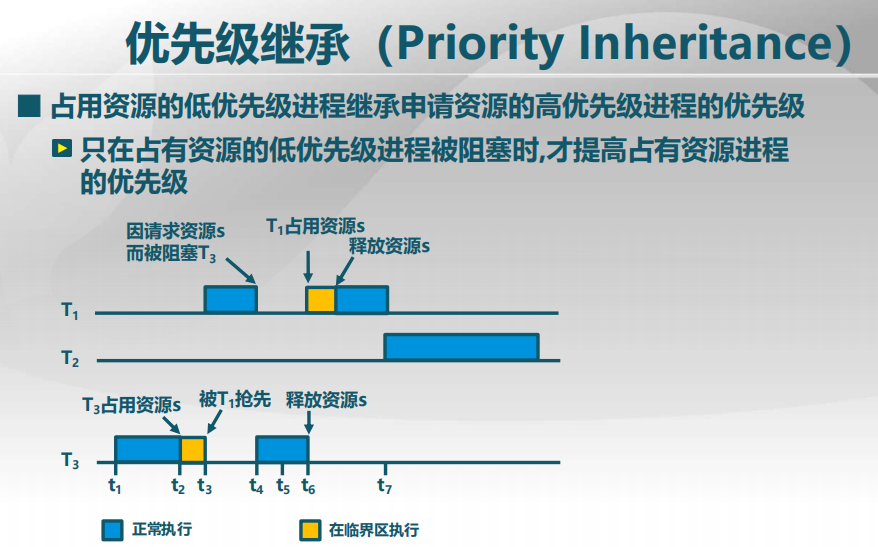 优先级继承（Priority Inheritance）
占用资源的低优先级进程继承申请资源的高优先级进程的优先级
只在占有资源的低优先级进程被阻塞时,才提高占有资源进程
的优先级
因请求资源s
而被阻塞T3
T1占用资源s
释放资源s
T1
T2
T3占用资源s
被T1抢先
释放资源s
T3
t1 t2 t3 t4 t5 t6 t7
正常执行
在临界区执行